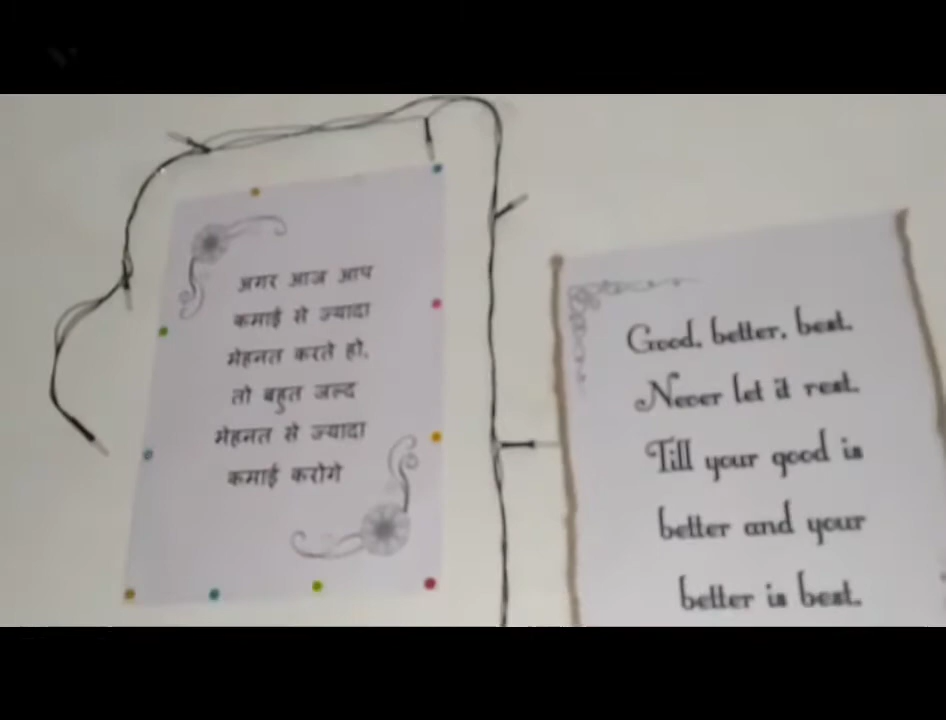 अगर आज आप
कमाई से ज्यादा
मेहनत करते हो,
तो बहुत जल्द
मेहनत से ज्यादा
कमाई करोगे
Good, better, best.
Never let it rest.
Till your good is
better and your
better is best.